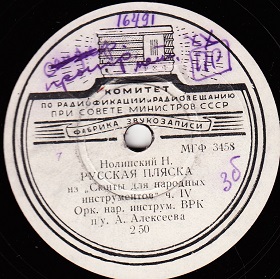 16491
КОМИТЕТ
ПО РАДИОФИКАЦИИ И РАДИОВЕЩАНИЮ
ПРИ СОВЕТЕ МИНИСТРОВ СССР
ФАБРИКА ЗВУКОЗАПИСИ
МГФ 3458
Нолинский Н.
РУССКАЯ ПЛЯСКА
из „Сюиты для народных
инструментов" ч. IV
Орк. нар. инструм. ВРК
п/у. А. Алексеева
2 50
36